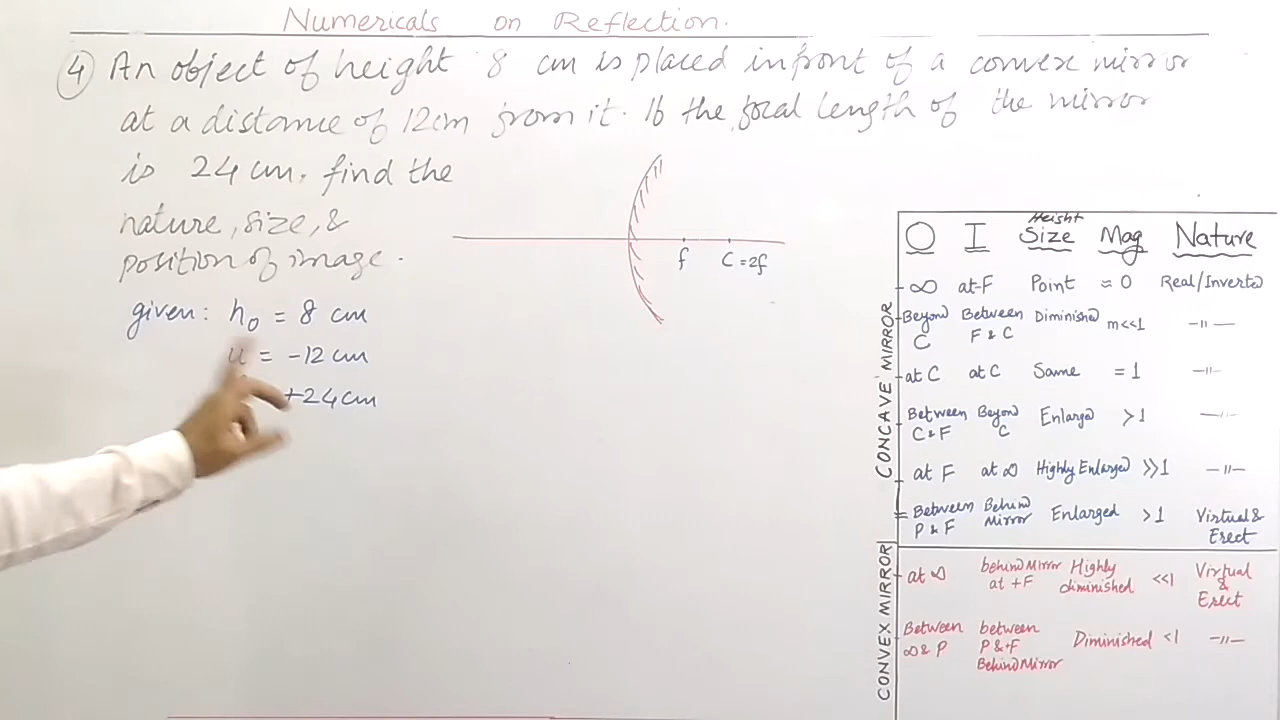 Numericals on Reflection.
4) An object of height 8 cm is placed infront of a convex mirror
at a distance of 12cm from it. If the focal length of the mirror
is 24 cm, find the
nature, size, &
position of image.
given: ho = 8 cm
u = -12 cm
+24cm
f C=2f
O I Height Size Mag Nature
CONCAVE MIRROR
∞ at-F Point ≈ 0 Real/Inverted
Beyond C Between F & C Diminished m<<1 -〃-
at C at C Same = 1 -〃-
Between C & F Beyond C Enlarged >1 -〃-
at F at ∞ Highly Enlarged >>1 -〃-
Between P & F Behind Mirror Enlarged >1 Virtual & Erect
CONVEX MIRROR
at ∞ behind Mirror at +F Highly diminished <<1 Virtual & Erect
Between ∞ & P between P & +F Behind Mirror Diminished <1 -〃-